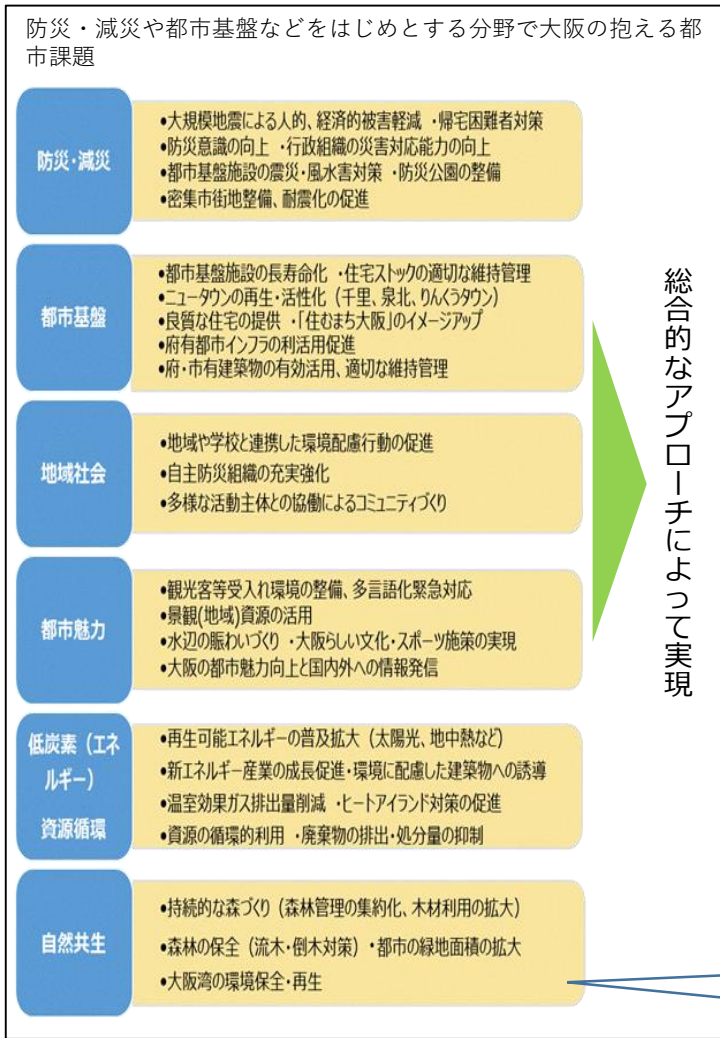 防災・減災や都市基盤などをはじめとする分野で大阪の抱える都
市課題
防災・減災
•大規模地震による人的、経済的被害軽減 ・帰宅困難者対策
•防災意識の向上 ・行政組織の災害対応能力の向上
•都市基盤施設の震災・風水害対策 ・防災公園の整備
•密集市街地整備、耐震化の促進
都市基盤
•都市基盤施設の長寿命化 ・住宅ストックの適切な維持管理
•ニュータウンの再生・活性化（千里、泉北、りんくうタウン）
•良質な住宅の提供 ・「住むまち大阪」のイメージアップ
•府有都市インフラの利活用促進
•府・市有建築物の有効活用、適切な維持管理
地域社会
•地域や学校と連携した環境配慮行動の促進
•自主防災組織の充実強化
•多様な活動主体との協働によるコミュニティづくり
都市魅力
•観光客等受入れ環境の整備、多言語化緊急対応
•景観(地域)資源の活用
•水辺の賑わいづくり ・大阪らしい文化・スポーツ施策の実現
•大阪の都市魅力向上と国内外への情報発信
低炭素（エネ
ルギー）
資源循環
•再生可能エネルギーの普及拡大（太陽光、地中熱など）
•新エネルギー産業の成長促進・環境に配慮した建築物への誘導
•温室効果ガス排出量削減 ・ヒートアイランド対策の促進
•資源の循環的利用 ・廃棄物の排出・処分量の抑制
自然共生
•持続的な森づくり（森林管理の集約化、木材利用の拡大）
•森林の保全（流木・倒木対策）・都市の緑地面積の拡大
•大阪湾の環境保全・再生
総合的なアプローチによって実現